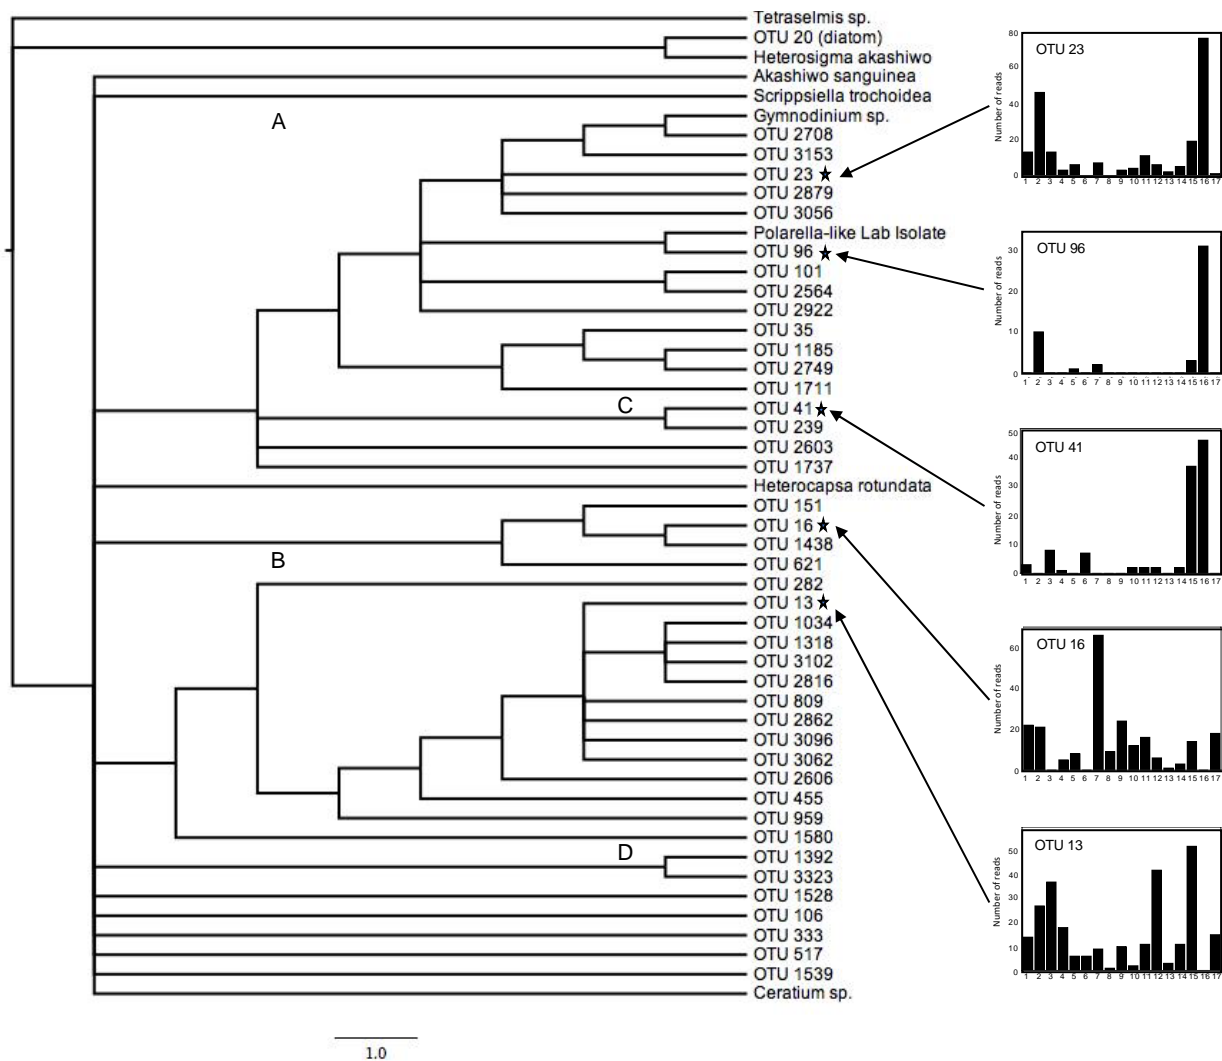 Tetraselmis sp.
OTU 20 (diatom)
Heterosigma akashiwo
Akashiwo sanguinea
Scrippsiella trochoidea
A
Gymnodinium sp.
OTU 2708
OTU 3153
OTU 23
OTU 2879
OTU 3056
Polarella-like Lab Isolate
OTU 96
OTU 101
OTU 2564
OTU 2922
OTU 35
OTU 1185
OTU 2749
OTU 1711
C
OTU 41
OTU 239
OTU 2603
OTU 1737
Heterocapsa rotundata
OTU 151
OTU 16
OTU 1438
B
OTU 621
OTU 282
OTU 13
OTU 1034
OTU 1318
OTU 3102
OTU 2816
OTU 809
OTU 2862
OTU 3096
OTU 3062
OTU 2606
OTU 455
OTU 959
OTU 1580
D
OTU 1392
OTU 3323
OTU 1528
OTU 106
OTU 333
OTU 517
OTU 1539
Ceratium sp.
1.0
OTU 23
Number of reads
80
60
40
20
0
1 2 3 4 5 6 7 8 9 10 11 12 13 14 15 16 17
OTU 96
Number of reads
30
20
10
0
1 2 3 4 5 6 7 8 9 10 11 12 13 14 15 16 17
OTU 41
Number of reads
50
40
30
20
10
0
1 2 3 4 5 6 7 8 9 10 11 12 13 14 15 16 17
OTU 16
Number of reads
60
40
20
0
1 2 3 4 5 6 7 8 9 10 11 12 13 14 15 16 17
OTU 13
Number of reads
50
40
30
20
10
0
1 2 3 4 5 6 7 8 9 10 11 12 13 14 15 16 17